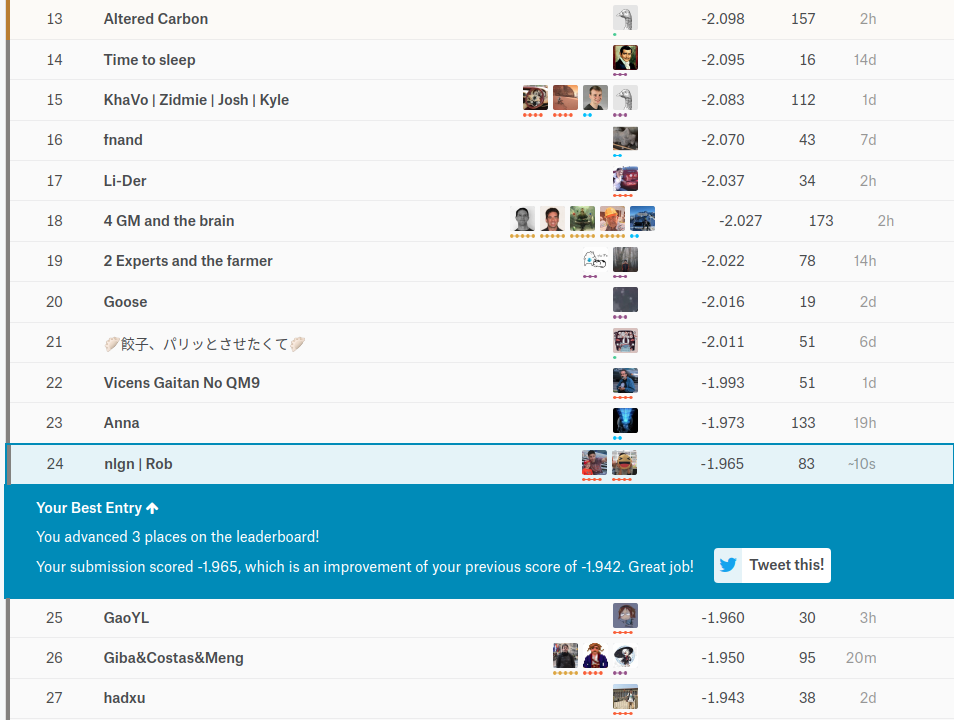 13 Altered Carbon -2.098 157 2h
14 Time to sleep -2.095 16 14d
15 KhaVo | Zidmie | Josh | Kyle -2.083 112 1d
16 fnand -2.070 43 7d
17 Li-Der -2.037 34 2h
18 4 GM and the brain -2.027 173 2h
19 2 Experts and the farmer -2.022 78 14h
20 Goose -2.016 19 2d
21 🥟餃子、パリッとさせたくて🥟 -2.011 51 6d
22 Vicens Gaitan No QM9 -1.993 51 1d
23 Anna -1.973 133 19h
24 nlgn | Rob -1.965 83 ~10s
Your Best Entry ↑
You advanced 3 places on the leaderboard!
Your submission scored -1.965, which is an improvement of your previous score of -1.942. Great job! Tweet this!
25 GaoYL -1.960 30 3h
26 Giba&Costas&Meng -1.950 95 20m
27 hadxu -1.943 38 2d